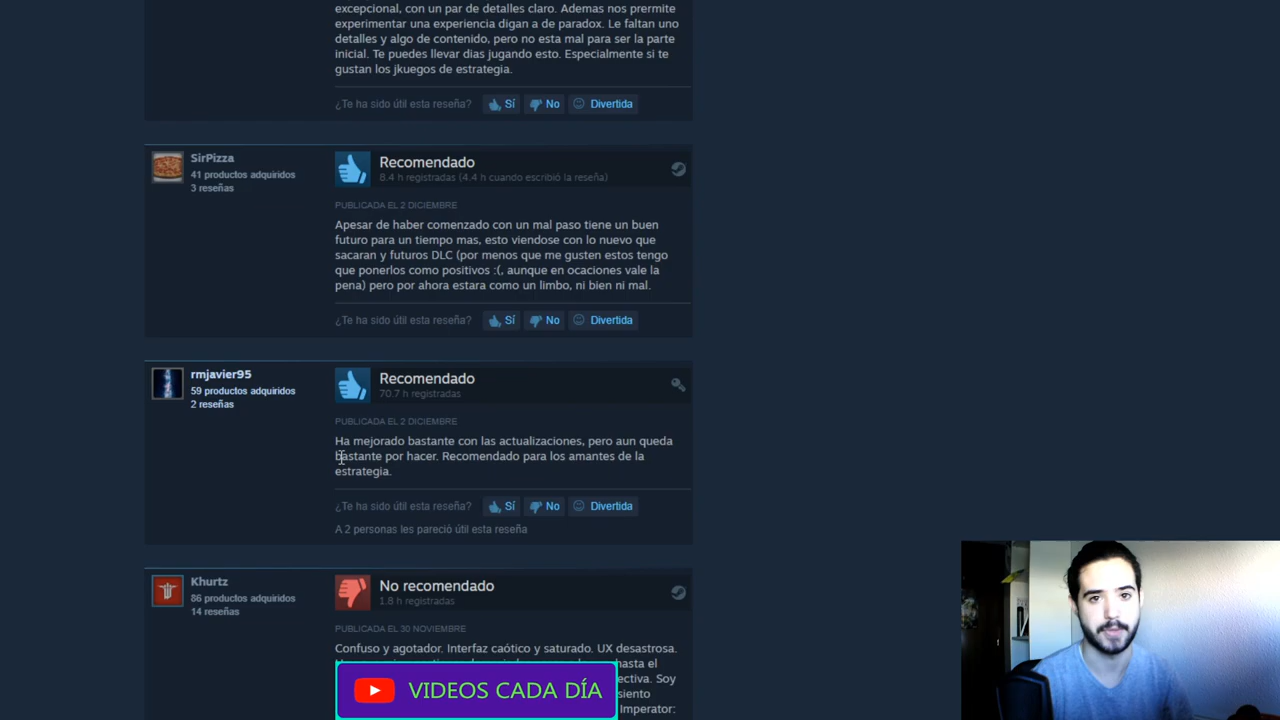 excepcional, con un par de detalles claro. Ademas nos prermite
experimentar una experiencia digan a de paradox. Le faltan uno
detalles y algo de contenido, pero no esta mal para ser la parte
inicial. Te puedes llevar dias jugando esto. Especialmente si te
gustan los jkuegos de estrategia.
¿Te ha sido útil esta reseña? Sí No Divertida
SirPizza
41 productos adquiridos
3 reseñas
Recomendado
8.4 h registradas (4.4 h cuando escribió la reseña)
PUBLICADA EL 2 DICIEMBRE
Apesar de haber comenzado con un mal paso tiene un buen
futuro para un tiempo mas, esto viendose con lo nuevo que
sacaran y futuros DLC (por menos que me gusten estos tengo
que ponerlos como positivos :(, aunque en ocaciones vale la
pena) pero por ahora estara como un limbo, ni bien ni mal.
¿Te ha sido útil esta reseña? Sí No Divertida
rmjavier95
59 productos adquiridos
2 reseñas
Recomendado
70.7 h registradas
PUBLICADA EL 2 DICIEMBRE
Ha mejorado bastante con las actualizaciones, pero aun queda
bastante por hacer. Recomendado para los amantes de la
estrategia.
¿Te ha sido útil esta reseña? Sí No Divertida
A 2 personas les pareció útil esta reseña
Khurtz
86 productos adquiridos
14 reseñas
No recomendado
1.8 h registradas
PUBLICADA EL 30 NOVIEMBRE
Confuso y agotador. Interfaz caótico y saturado. UX desastrosa.
hasta el
ectiva. Soy
siento
Imperator:
VIDEOS CADA DÍA